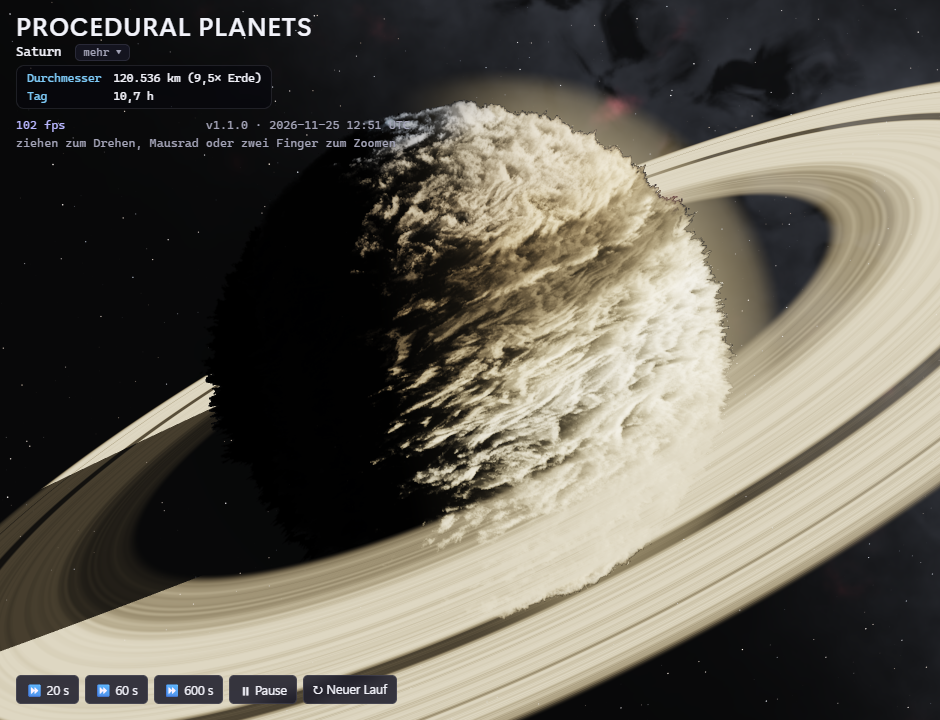 PROCEDURAL PLANETS
Saturn mehr ▼
Durchmesser 120.536 km (9,5× Erde)
Tag 10,7 h
102 fps v1.1.0 · 2026-11-25 12:51 UTC
ziehen zum Drehen, Mausrad oder zwei Finger zum Zoomen
⏩ 20 s ⏩ 60 s ⏩ 600 s ⏸ Pause ↻ Neuer Lauf